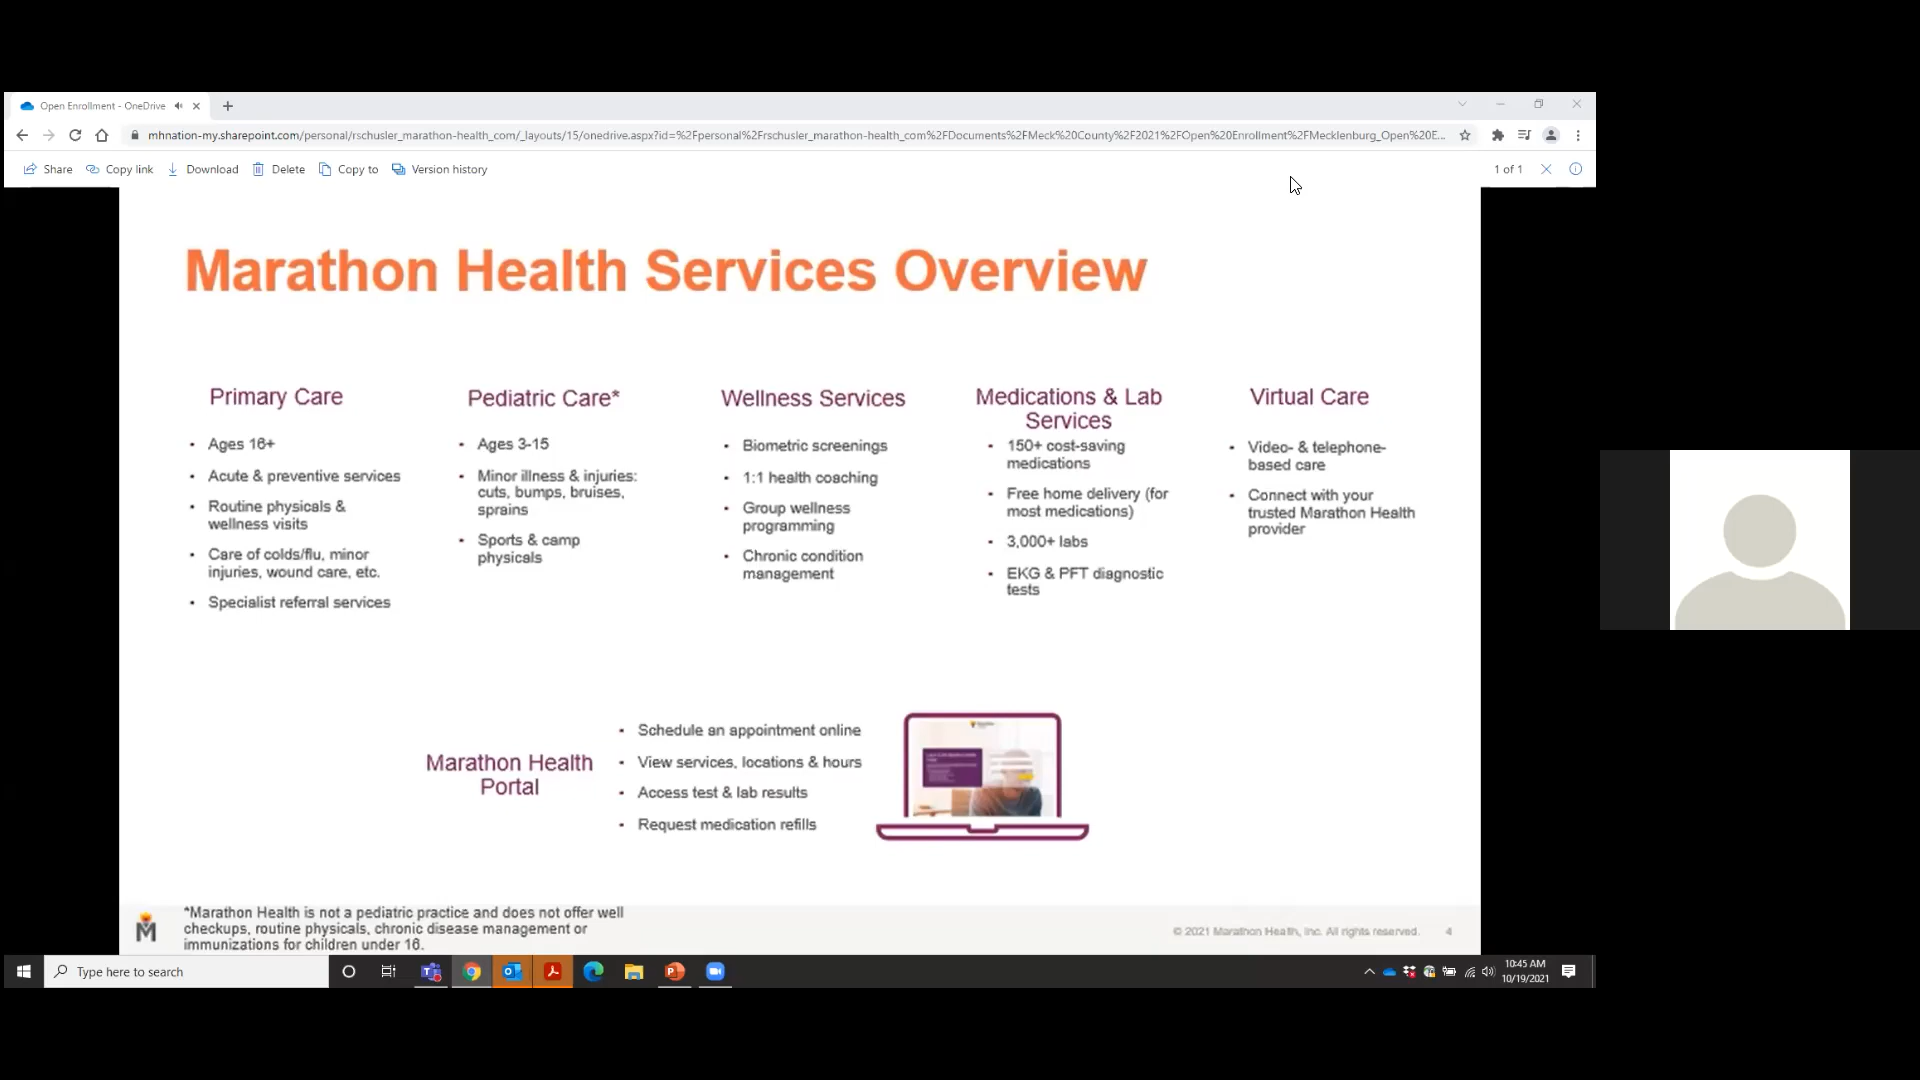 Open Enrollment - OneDrive
mhnation-my.sharepoint.com/personal/rschusler_marathon-health_com/_layouts/15/onedrive.aspx?id=%2Fpersonal%2Frschusler_marathon-health_com%2FDocuments%2FMeck%20County%2F2021%2FOpen%20Enrollment%2FMecklenburg_Open%20E...
Share Copy link Download Delete Copy to Version history 1 of 1
Marathon Health Services Overview
Primary Care
• Ages 16+
• Acute & preventive services
• Routine physicals &
wellness visits
• Care of colds/flu, minor
injuries, wound care, etc.
• Specialist referral services
Pediatric Care*
• Ages 3-15
• Minor illness & injuries:
cuts, bumps, bruises,
sprains
• Sports & camp
physicals
Wellness Services
• Biometric screenings
• 1:1 health coaching
• Group wellness
programming
• Chronic condition
management
Medications & Lab
Services
• 150+ cost-saving
medications
• Free home delivery (for
most medications)
• 3,000+ labs
• EKG & PFT diagnostic
tests
Virtual Care
• Video- & telephone-
based care
• Connect with your
trusted Marathon Health
provider
Marathon Health
Portal
• Schedule an appointment online
• View services, locations & hours
• Access test & lab results
• Request medication refills
*Marathon Health is not a pediatric practice and does not offer well
checkups, routine physicals, chronic disease management or
immunizations for children under 16.
© 2021 Marathon Health, Inc. All rights reserved. 4
Type here to search
10:45 AM
10/19/2021